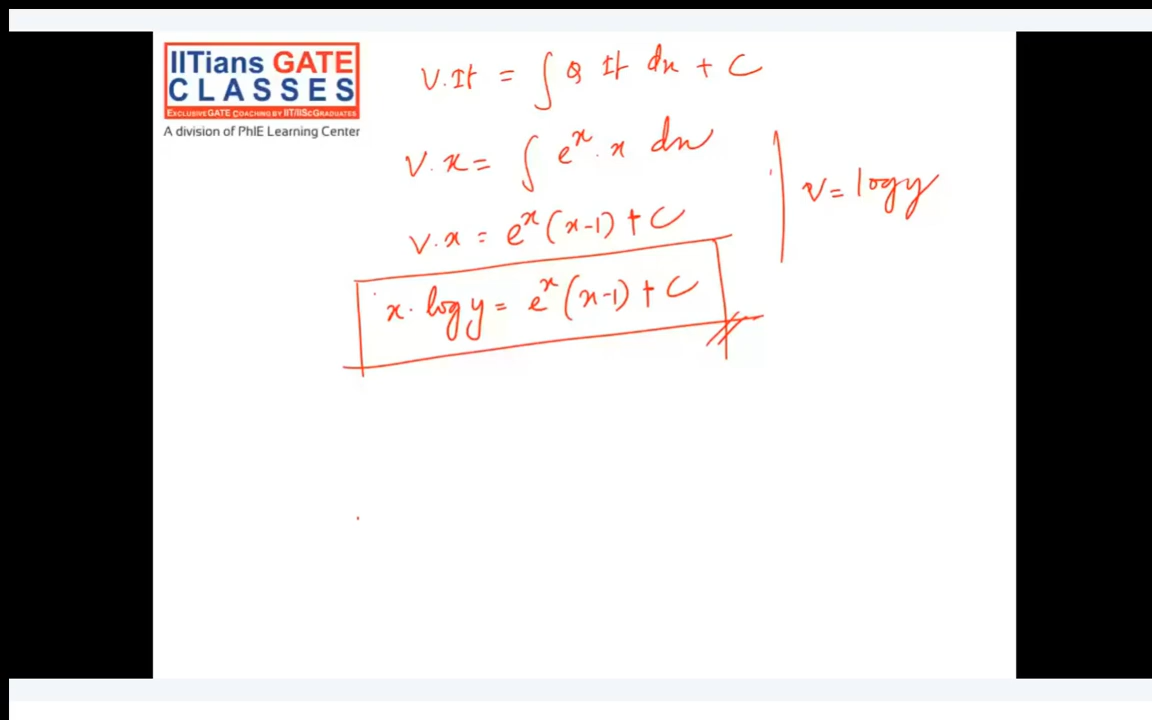 IITians GATE
CLASSES
EXCLUSIVE GATE COACHING BY IIT/IISc GRADUATES
A division of PhIE Learning Center
V.If = ∫ Q If dx + C
V.x = ∫ e^x . x dx
V.x = e^x (x-1) + C
x. log y = e^x (x-1) + C
v = log y